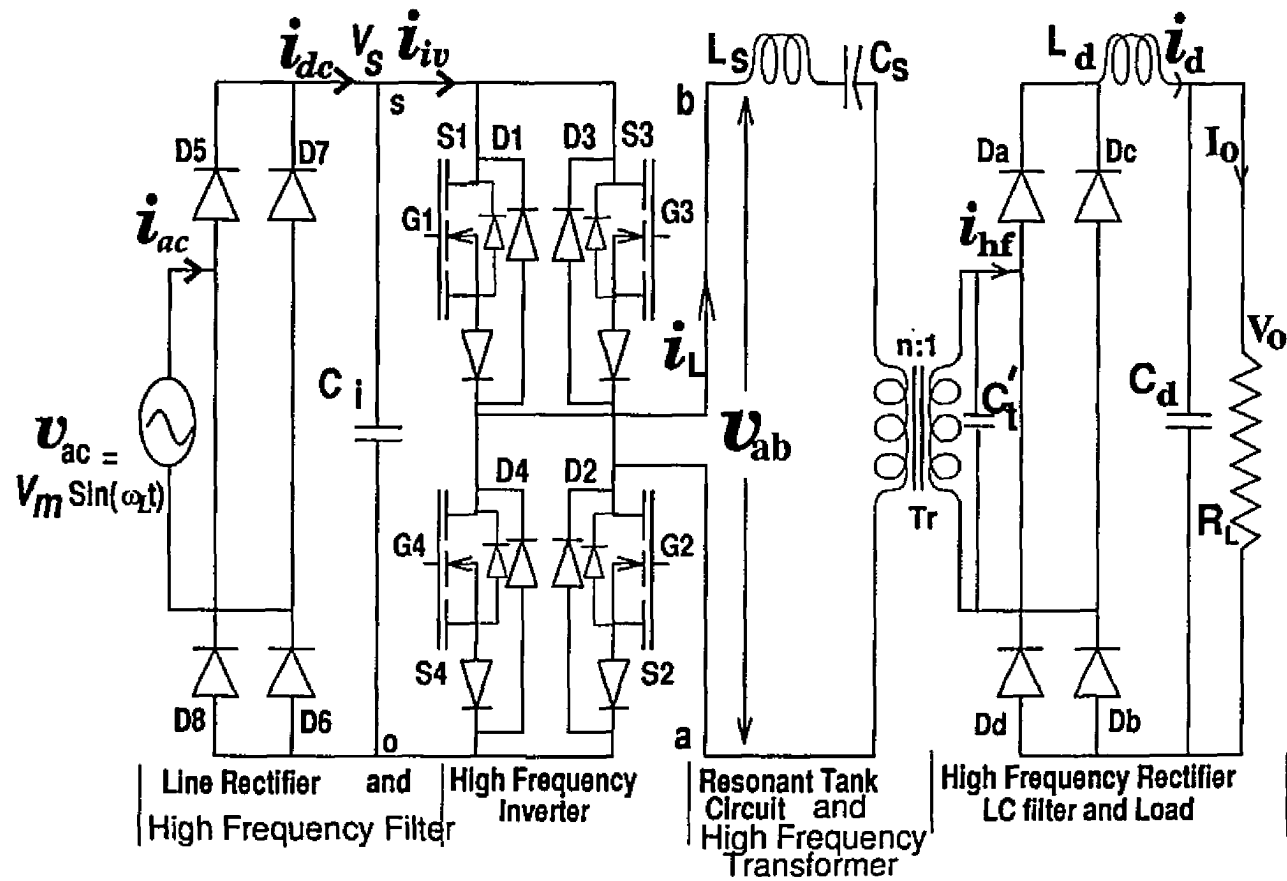 i_dc
V_s
i_iv
L_s
C_s
L_d
i_d
s
b
S1
D1
D3
S3
D5
D7
Da
Dc
I_o
G1
G3
i_ac
i_hf
i_L
n:1
V_o
C_i
v_ab
C_t'
C_d
v_ac =
V_m Sin(ω_L t)
D4
D2
Tr
R_L
G4
G2
S4
S2
D8
D6
o
a
Dd
Db
Line Rectifier and
High Frequency Filter
High Frequency
Inverter
Resonant Tank
Circuit and
High Frequency
Transformer
High Frequency Rectifier
LC filter and Load